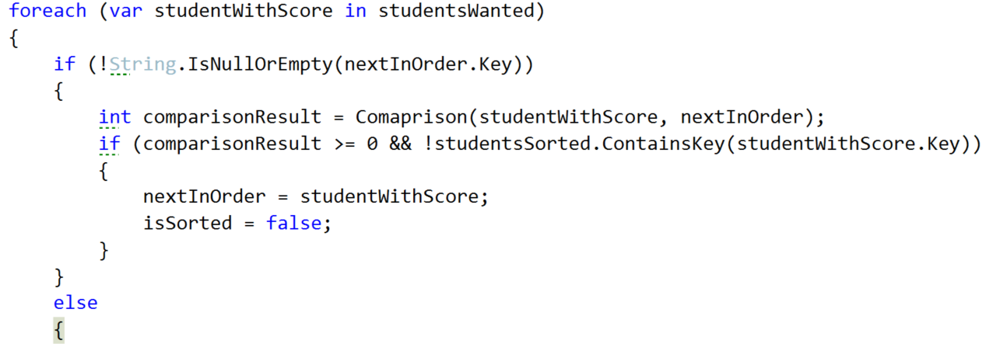 foreach (var studentWithScore in studentsWanted)
{
if (!String.IsNullOrEmpty(nextInOrder.Key))
{
int comparisonResult = Comaprison(studentWithScore, nextInOrder);
if (comparisonResult >= 0 && !studentsSorted.ContainsKey(studentWithScore.Key))
{
nextInOrder = studentWithScore;
isSorted = false;
}
}
else
{